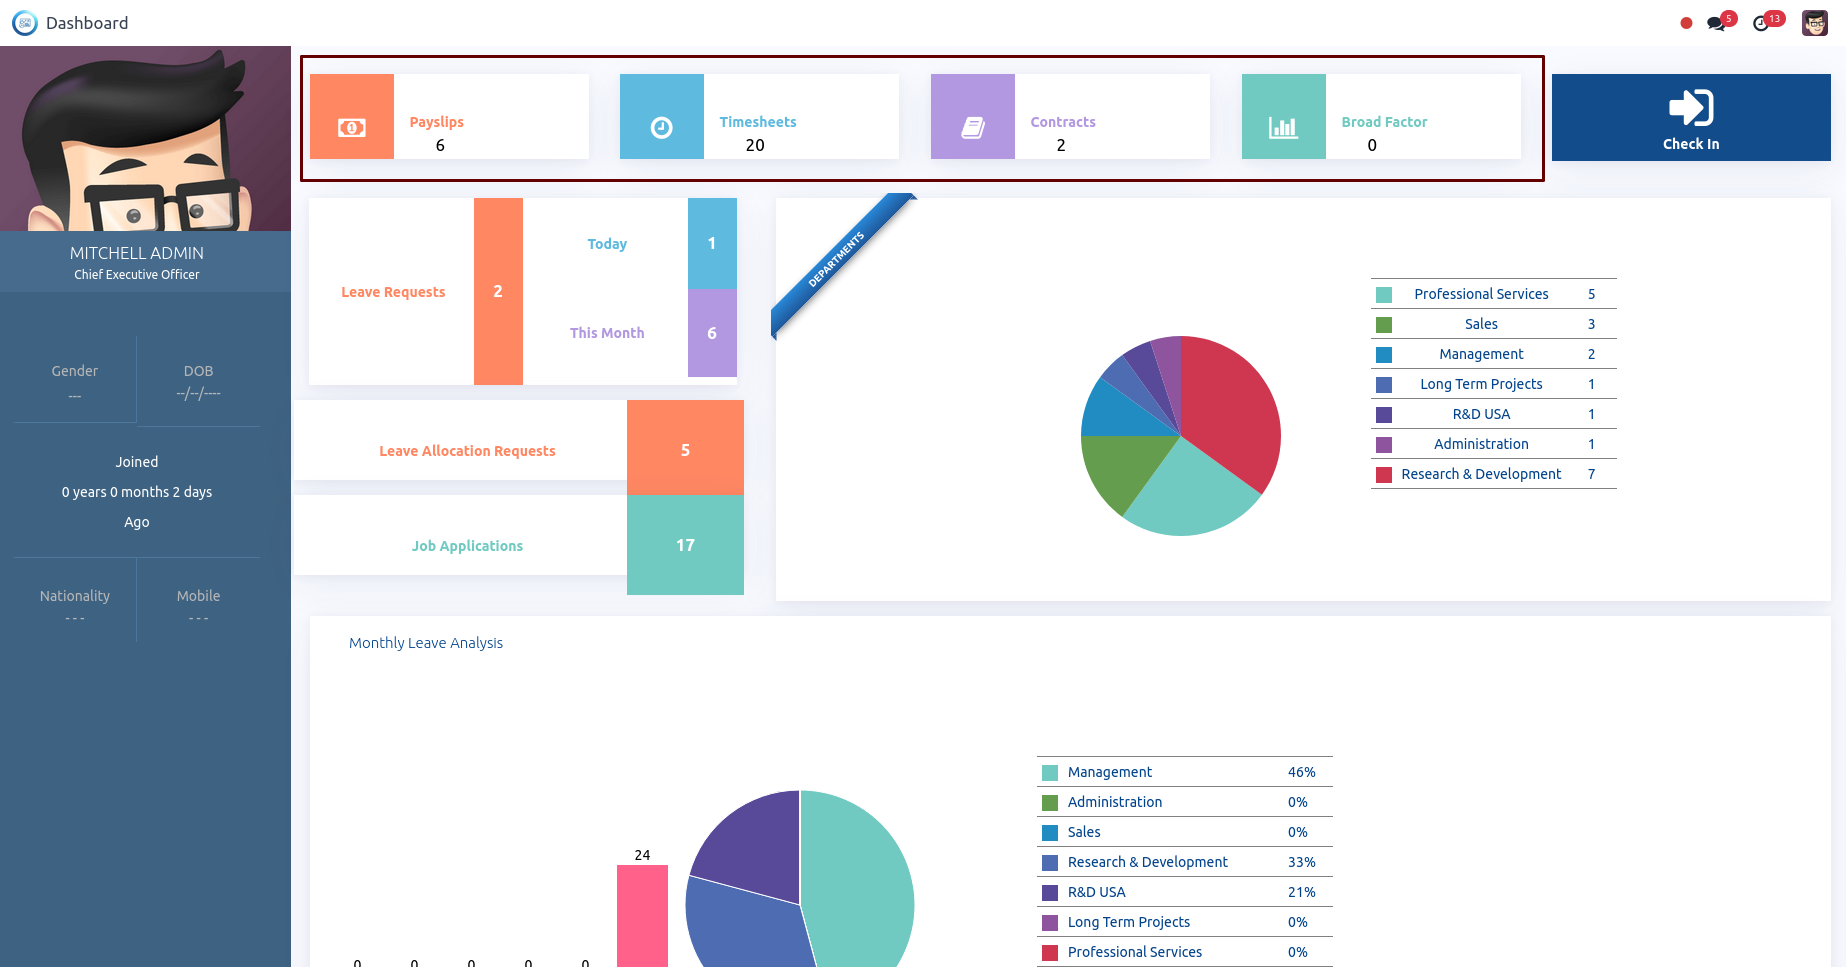 Dashboard
5
13
Payslips
6
Timesheets
20
Contracts
2
Broad Factor
0
Check In
MITCHELL ADMIN
Chief Executive Officer
Gender
---
DOB
--/--/----
Joined
0 years 0 months 2 days
Ago
Nationality
- - -
Mobile
- - -
Leave Requests
2
Today
1
This Month
6
Leave Allocation Requests
5
Job Applications
17
DEPARTMENTS
Professional Services 5
Sales 3
Management 2
Long Term Projects 1
R&D USA 1
Administration 1
Research & Development 7
Monthly Leave Analysis
24
0 0 0 0 0
Management 46%
Administration 0%
Sales 0%
Research & Development 33%
R&D USA 21%
Long Term Projects 0%
Professional Services 0%